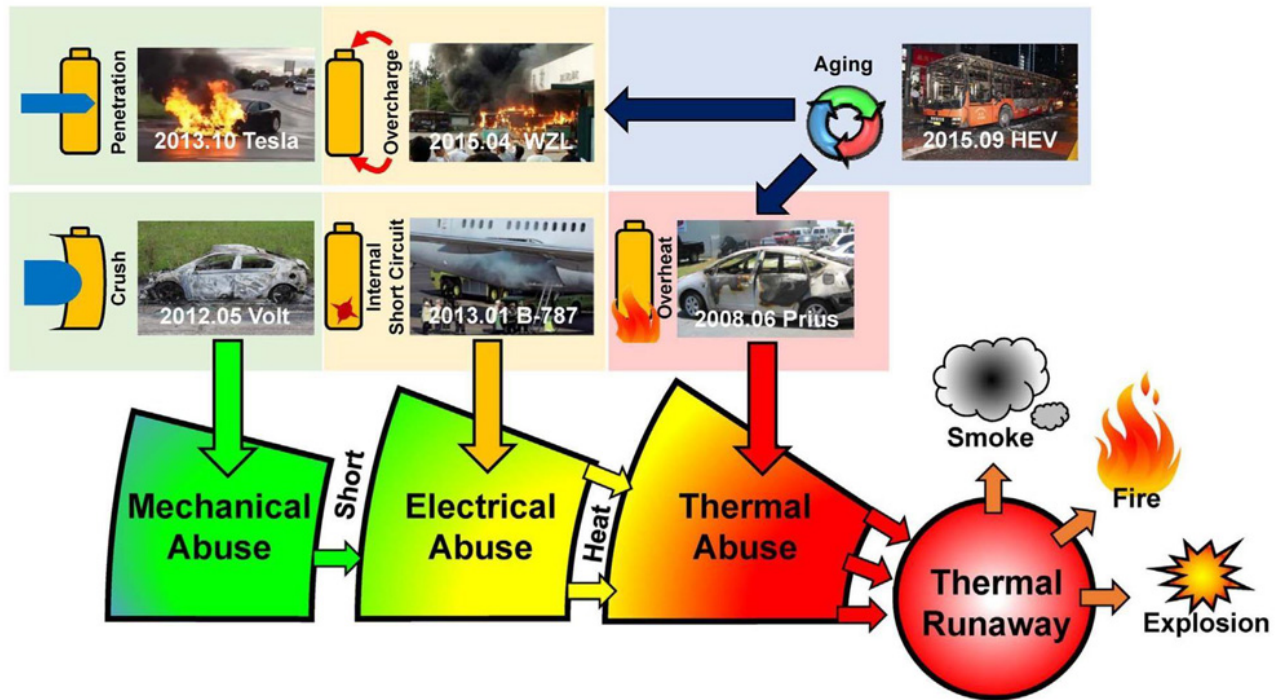 Penetration
2013.10 Tesla
Overcharge
2015.04, WZL
Aging
2015.09 HEV
Crush
2012.05 Volt
Internal
Short Circuit
2013.01 B-787
Overheat
2008.06 Prius
Mechanical
Abuse
Short
Electrical
Abuse
Heat
Thermal
Abuse
Thermal
Runaway
Smoke
Fire
Explosion